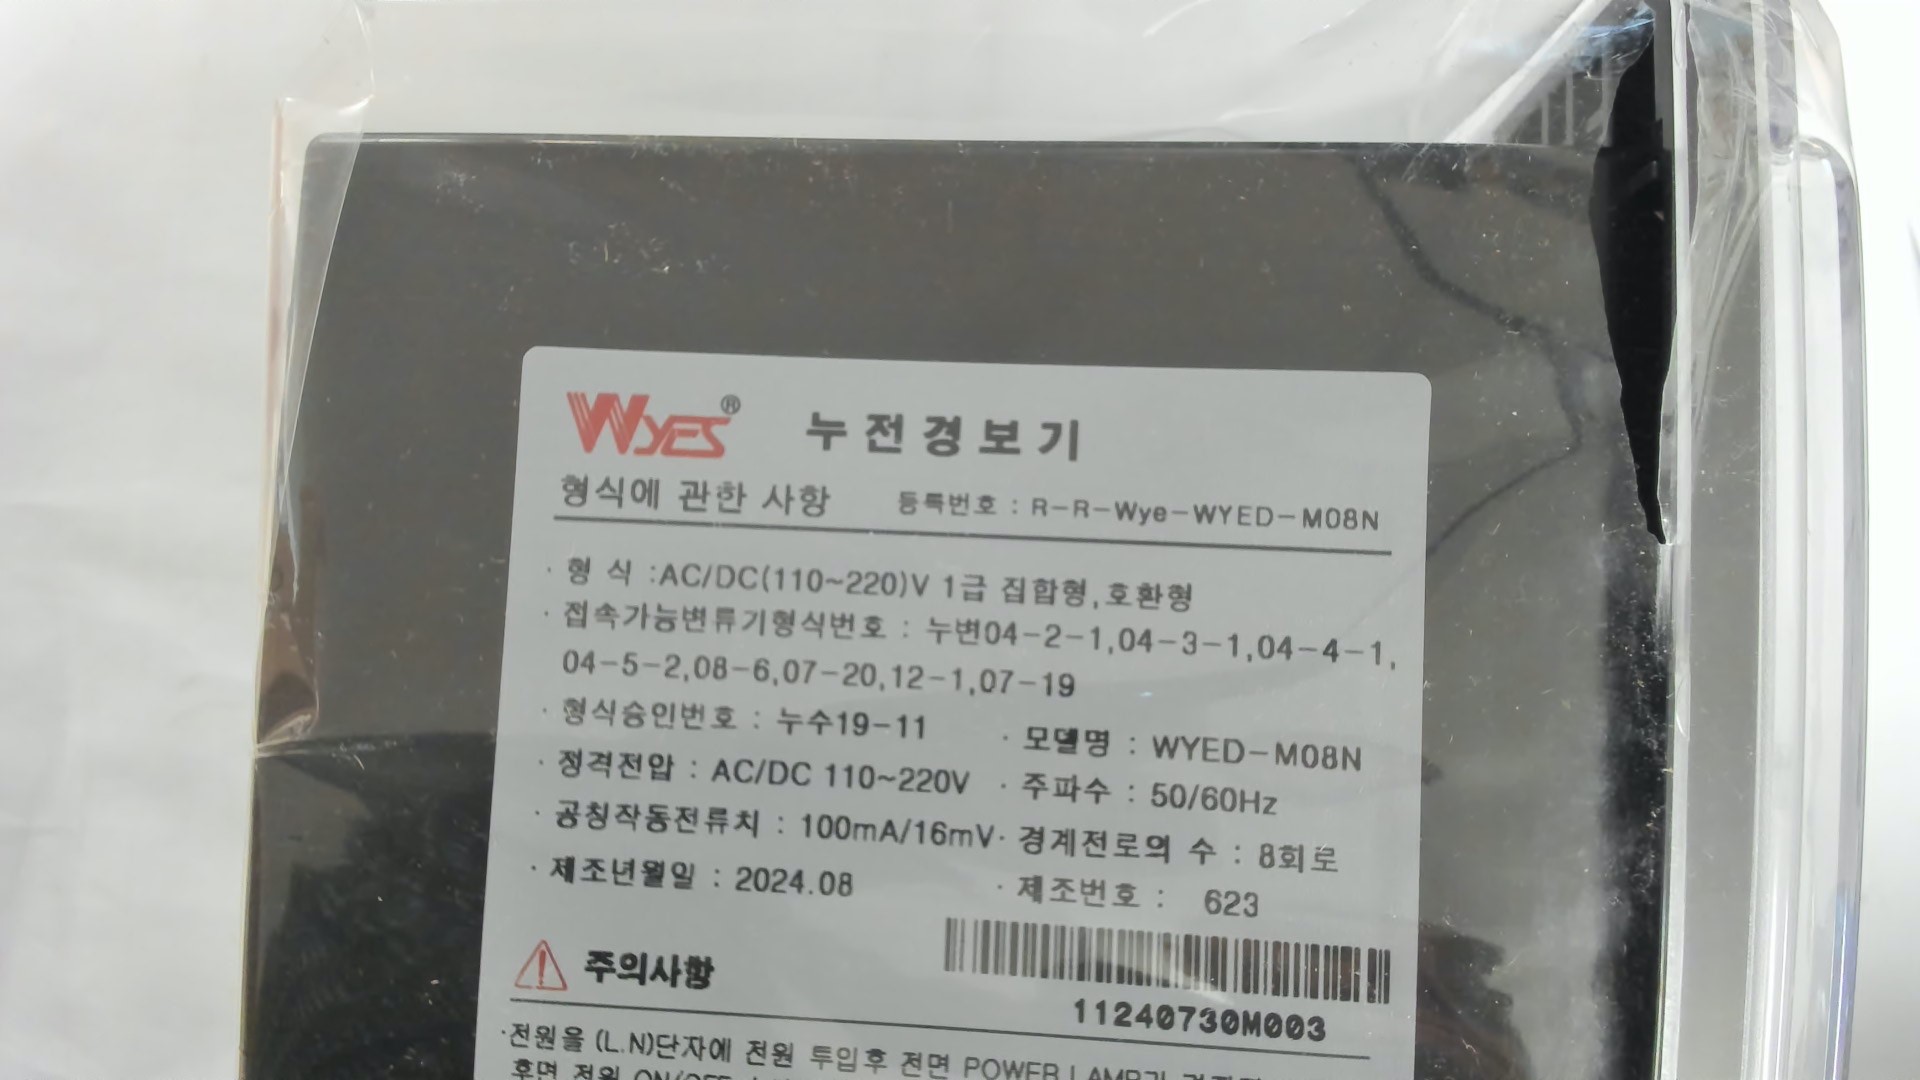 WYES® 누전경보기
형식에 관한 사항 등록번호 : R-R-Wye-WYED-M08N
· 형 식 :AC/DC(110~220)V 1급 집합형,호환형
· 접속가능변류기형식번호 : 누변04-2-1,04-3-1,04-4-1,
04-5-2,08-6,07-20,12-1,07-19
· 형식승인번호 : 누수19-11 · 모델명 : WYED-M08N
· 정격전압 : AC/DC 110~220V · 주파수 : 50/60Hz
· 공칭작동전류치 : 100mA/16mV · 경계전로의 수 : 8회로
· 제조년월일 : 2024.08 · 제조번호 : 623
주의사항
11240730M003
·전원을 (L.N)단자에 전원 투입후 전면 POWER LAMP가
후면 전원 ON/OFF